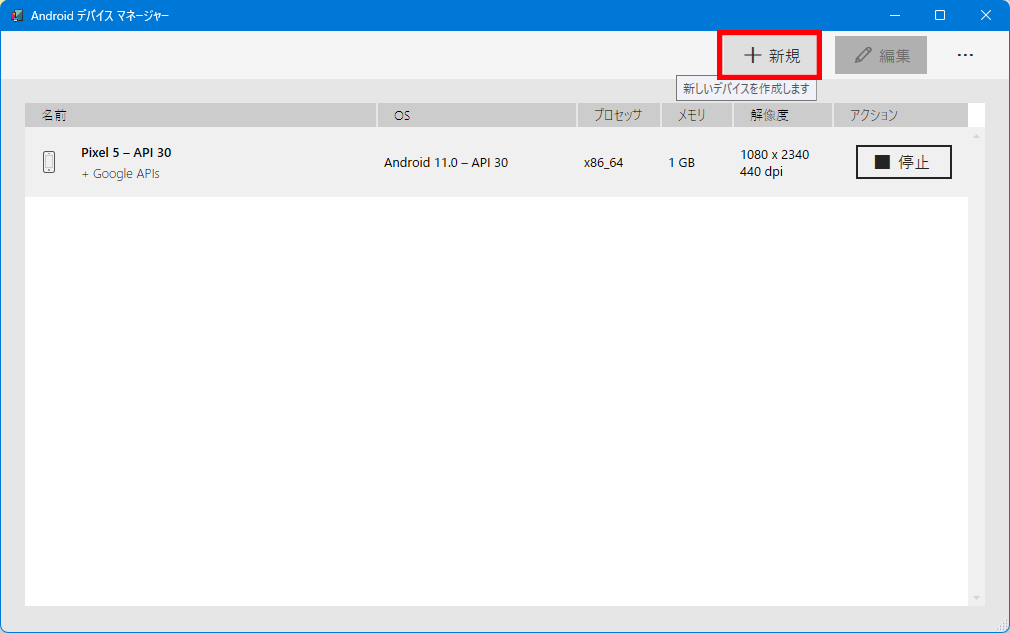 Android デバイス マネージャー
新規
編集
...
新しいデバイスを作成します
名前
OS
プロセッサ
メモリ
解像度
アクション
Pixel 5 – API 30
+ Google APIs
Android 11.0 – API 30
x86_64
1 GB
1080 x 2340
440 dpi
停止